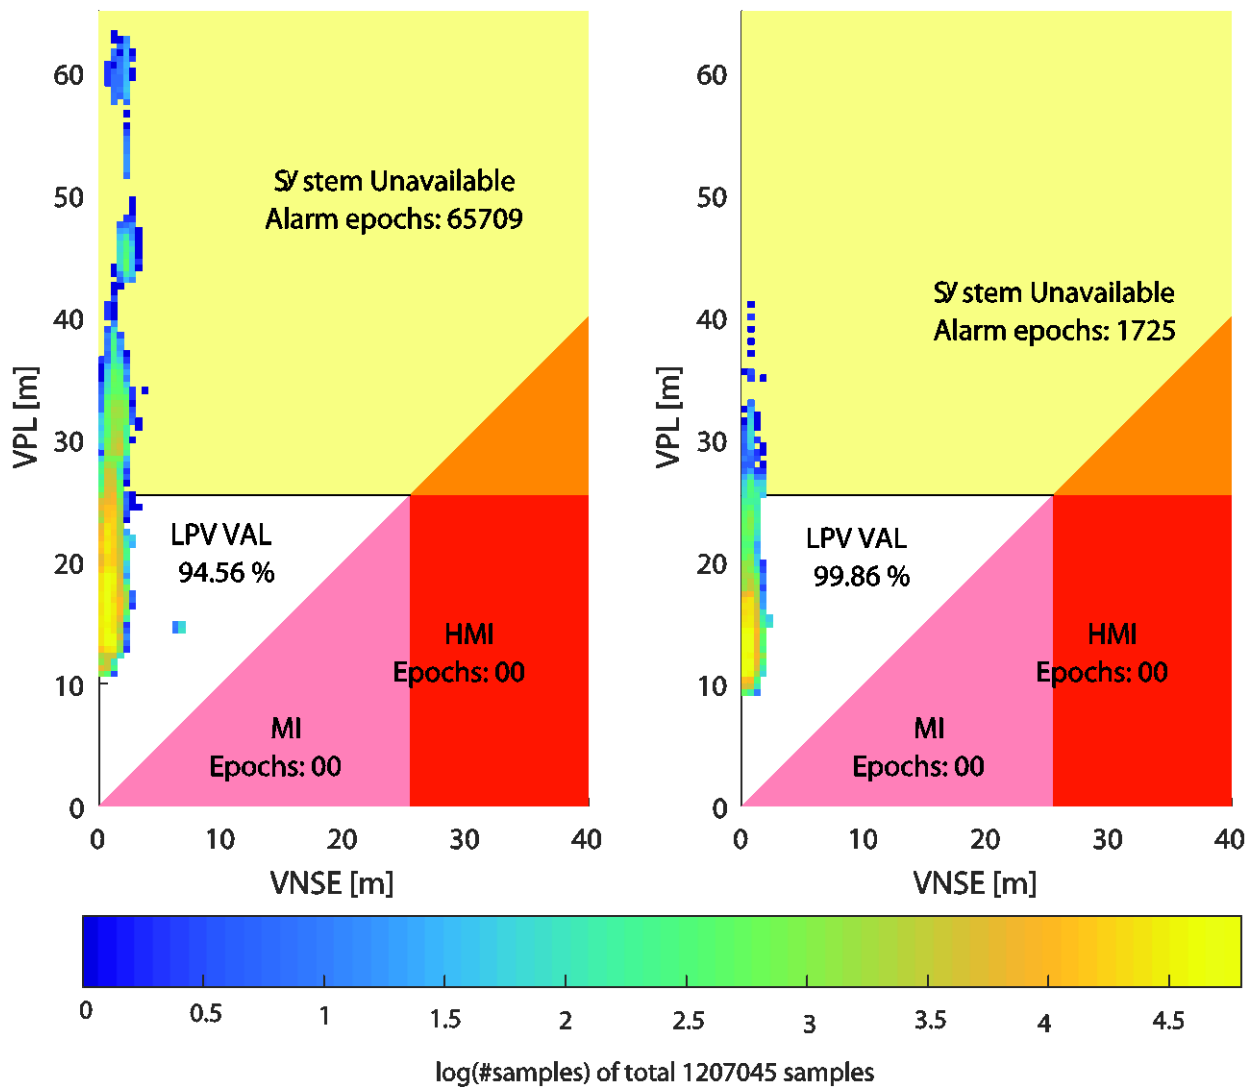 60
50
40
30
20
10
0
VPL [m]
Sy stem Unavailable
Alarm epochs: 65709
LPV VAL
94.56 %
HMI
Epochs: 00
MI
Epochs: 00
0 10 20 30 40
VNSE [m]
60
50
40
30
20
10
0
VPL [m]
Sy stem Unavailable
Alarm epochs: 1725
LPV VAL
99.86 %
HMI
Epochs: 00
MI
Epochs: 00
0 10 20 30 40
VNSE [m]
0 0.5 1 1.5 2 2.5 3 3.5 4 4.5
log(#samples) of total 1207045 samples